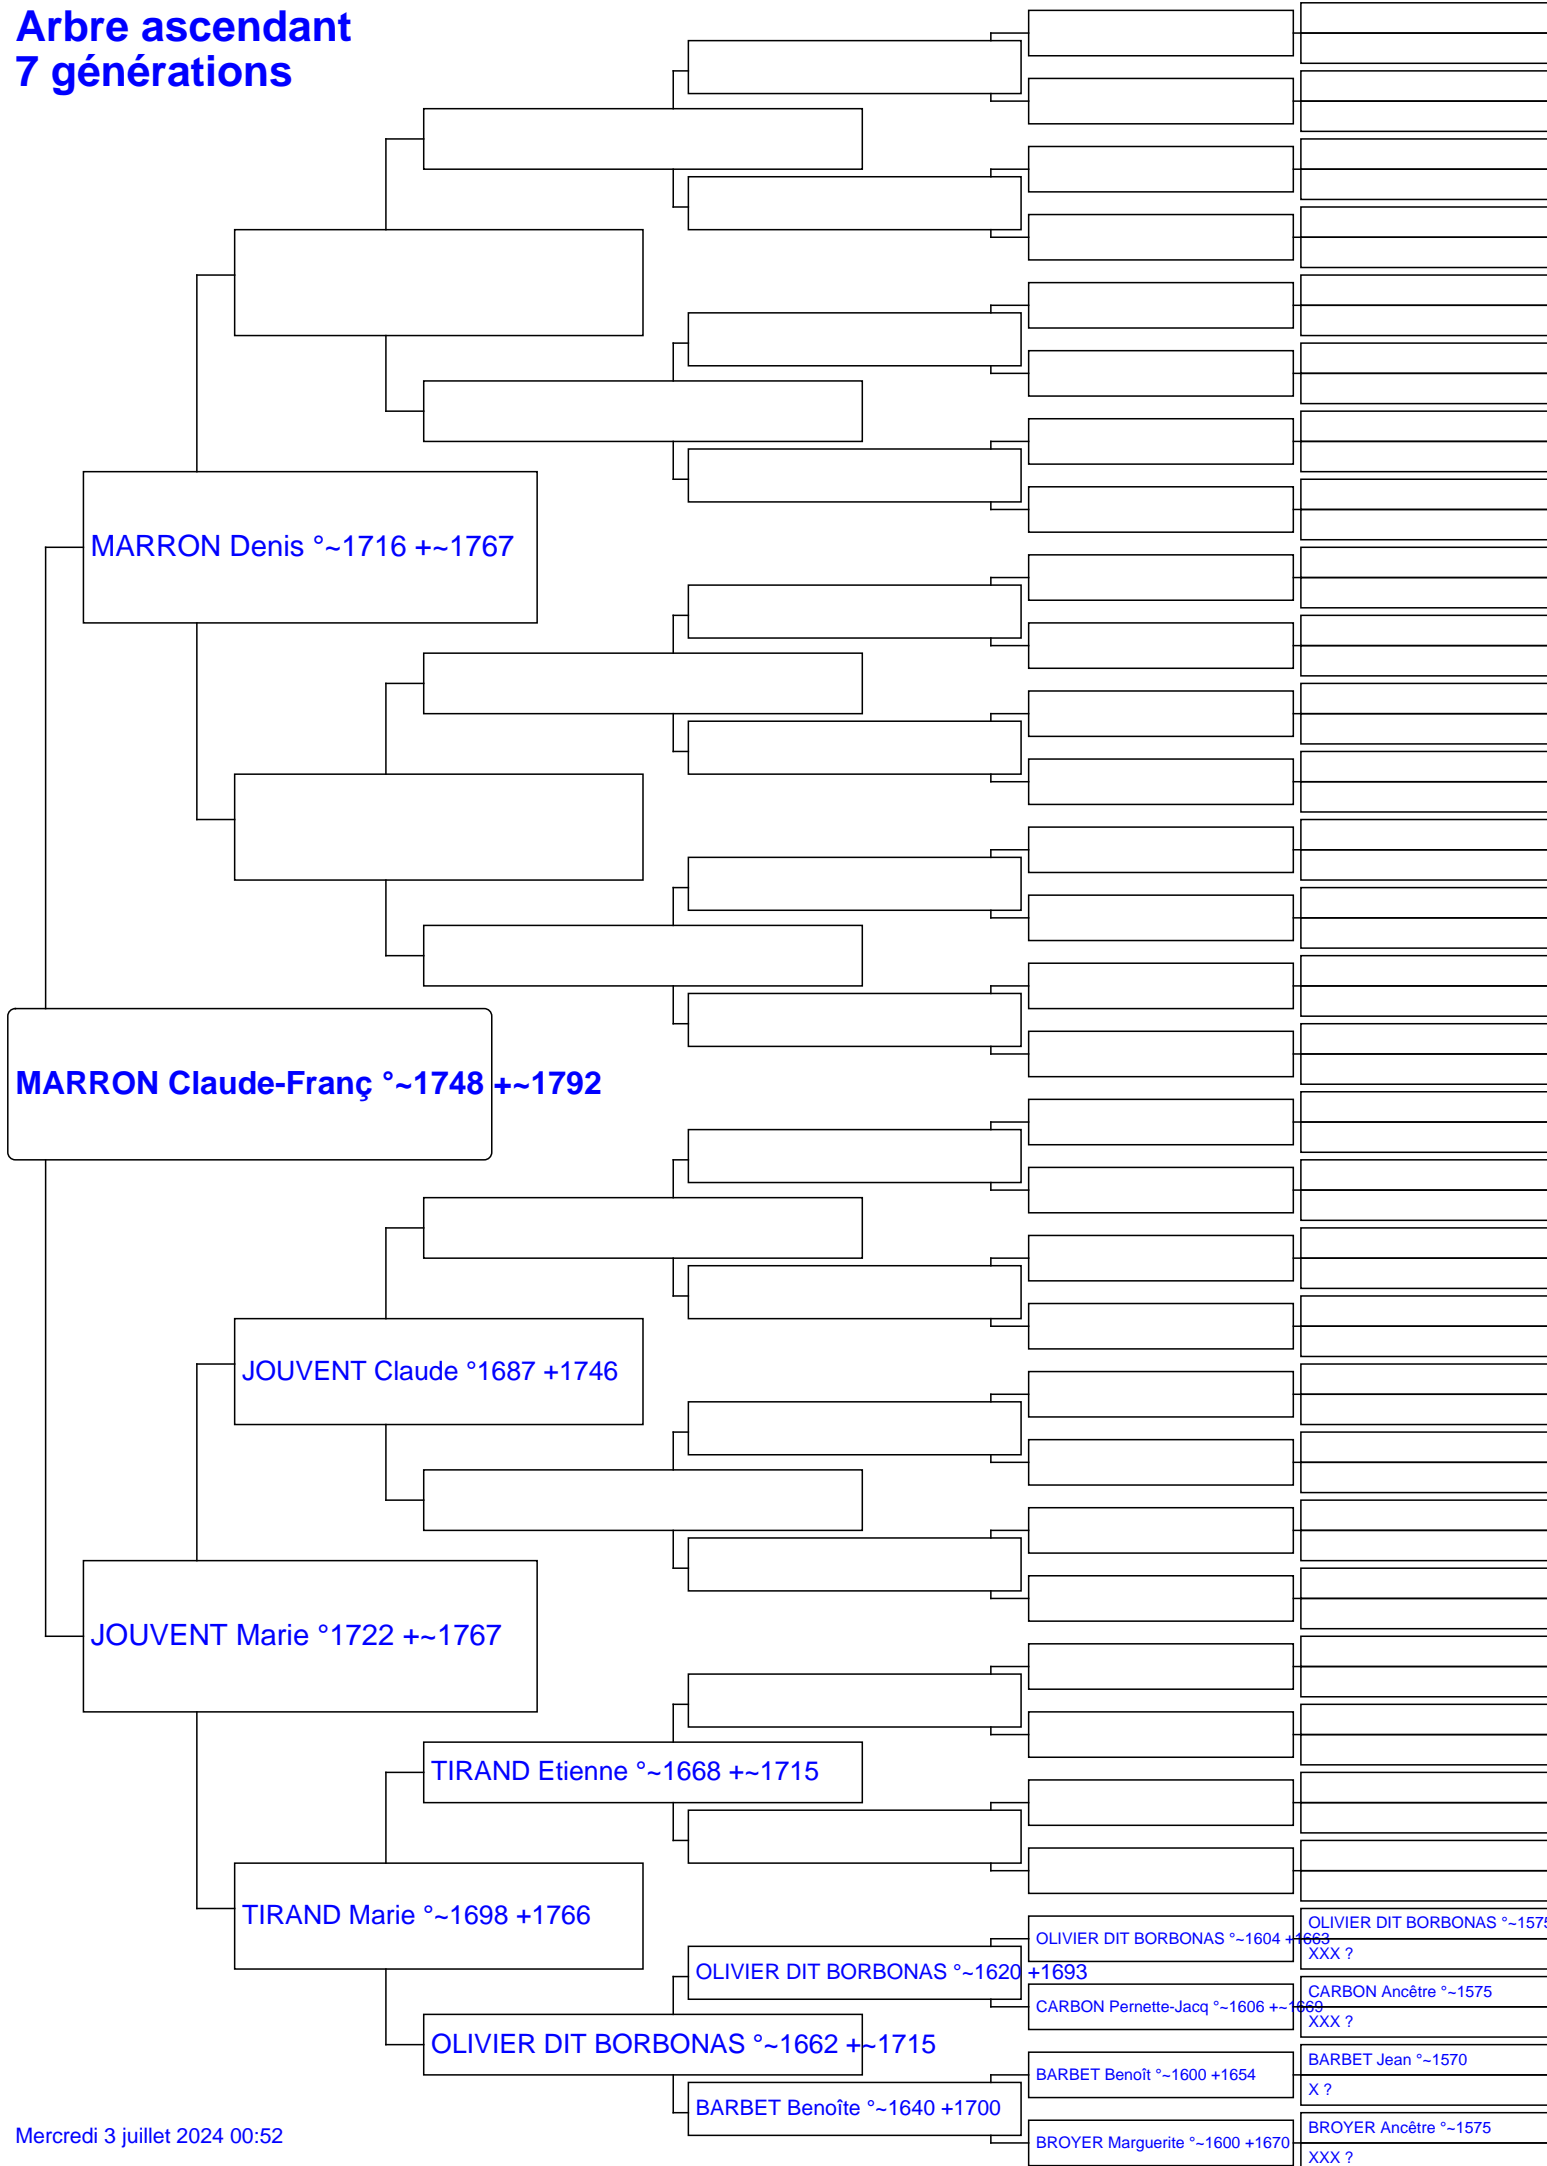 Arbre ascendant
7 générations
MARRON Denis °~1716 +~1767
MARRON Claude-Franç °~1748 +~1792
JOUVENT Claude °1687 +1746
JOUVENT Marie °1722 +~1767
TIRAND Etienne °~1668 +~1715
TIRAND Marie °~1698 +1766
OLIVIER DIT BORBONAS °~1575
OLIVIER DIT BORBONAS °~1604 +1663
XXX ?
OLIVIER DIT BORBONAS °~1620 +1693
CARBON Ancêtre °~1575
CARBON Pernette-Jacq °~1606 +~1669
XXX ?
OLIVIER DIT BORBONAS °~1662 +~1715
BARBET Jean °~1570
BARBET Benoît °~1600 +1654
X ?
BARBET Benoîte °~1640 +1700
BROYER Ancêtre °~1575
BROYER Marguerite °~1600 +1670
XXX ?
Mercredi 3 juillet 2024 00:52